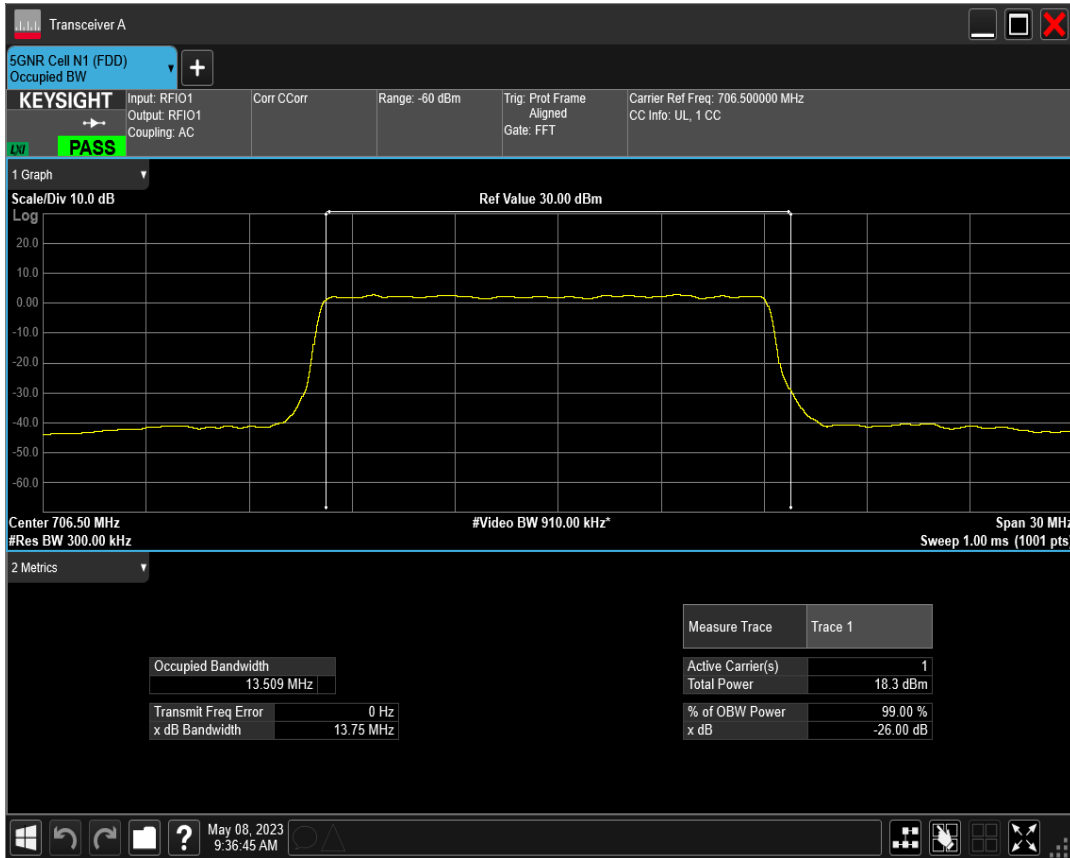 Transceiver A
5GNR Cell N1 (FDD)
Occupied BW
+
KEYSIGHT
LXI
PASS
Input: RFIO1
Output: RFIO1
Coupling: AC
Corr CCorr
Range: -60 dBm
Trig: Prot Frame
Aligned
Gate: FFT
Carrier Ref Freq: 706.500000 MHz
CC Info: UL, 1 CC
1 Graph
Scale/Div 10.0 dB
Ref Value 30.00 dBm
Log
20.0
10.0
0.00
-10.0
-20.0
-30.0
-40.0
-50.0
-60.0
Center 706.50 MHz
#Video BW 910.00 kHz*
Span 30 MHz
#Res BW 300.00 kHz
Sweep 1.00 ms (1001 pts)
2 Metrics
Measure Trace Trace 1
Occupied Bandwidth
13.509 MHz
Active Carrier(s) 1
Total Power 18.3 dBm
Transmit Freq Error 0 Hz
x dB Bandwidth 13.75 MHz
% of OBW Power 99.00 %
x dB -26.00 dB
?
May 08, 2023
9:36:45 AM